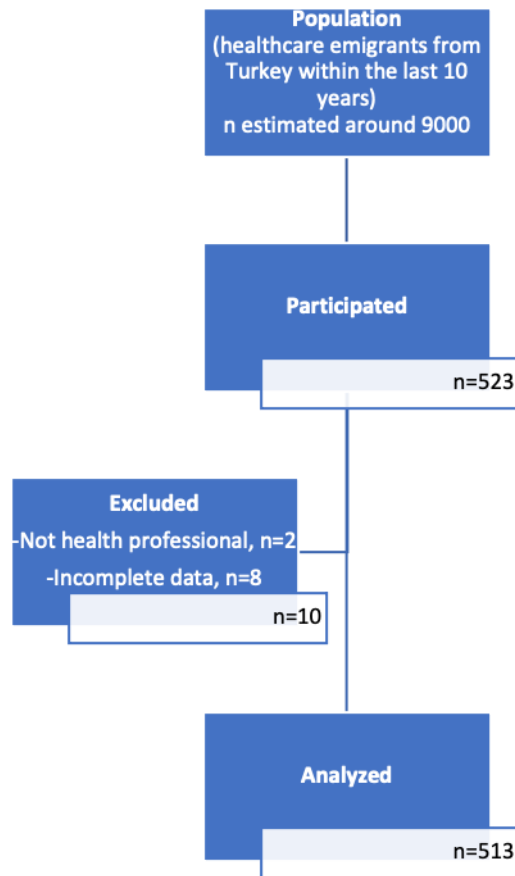 Population
(healthcare emigrants from
Turkey within the last 10
years)
n estimated around 9000
Participated
n=523
Excluded
-Not health professional, n=2
-Incomplete data, n=8
n=10
Analyzed
n=513